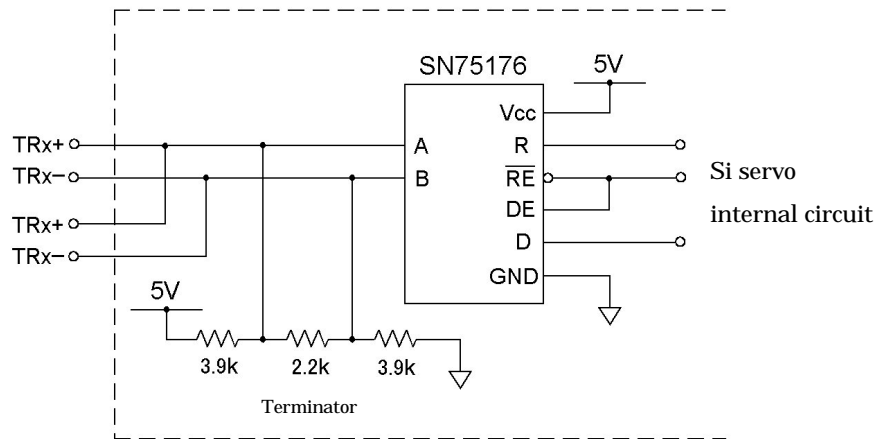 SN75176
5V
Vcc
TRx+
A
R
TRx−
B
RE
Si servo
DE
internal circuit
TRx+
D
TRx−
GND
5V
3.9k
2.2k
3.9k
Terminator